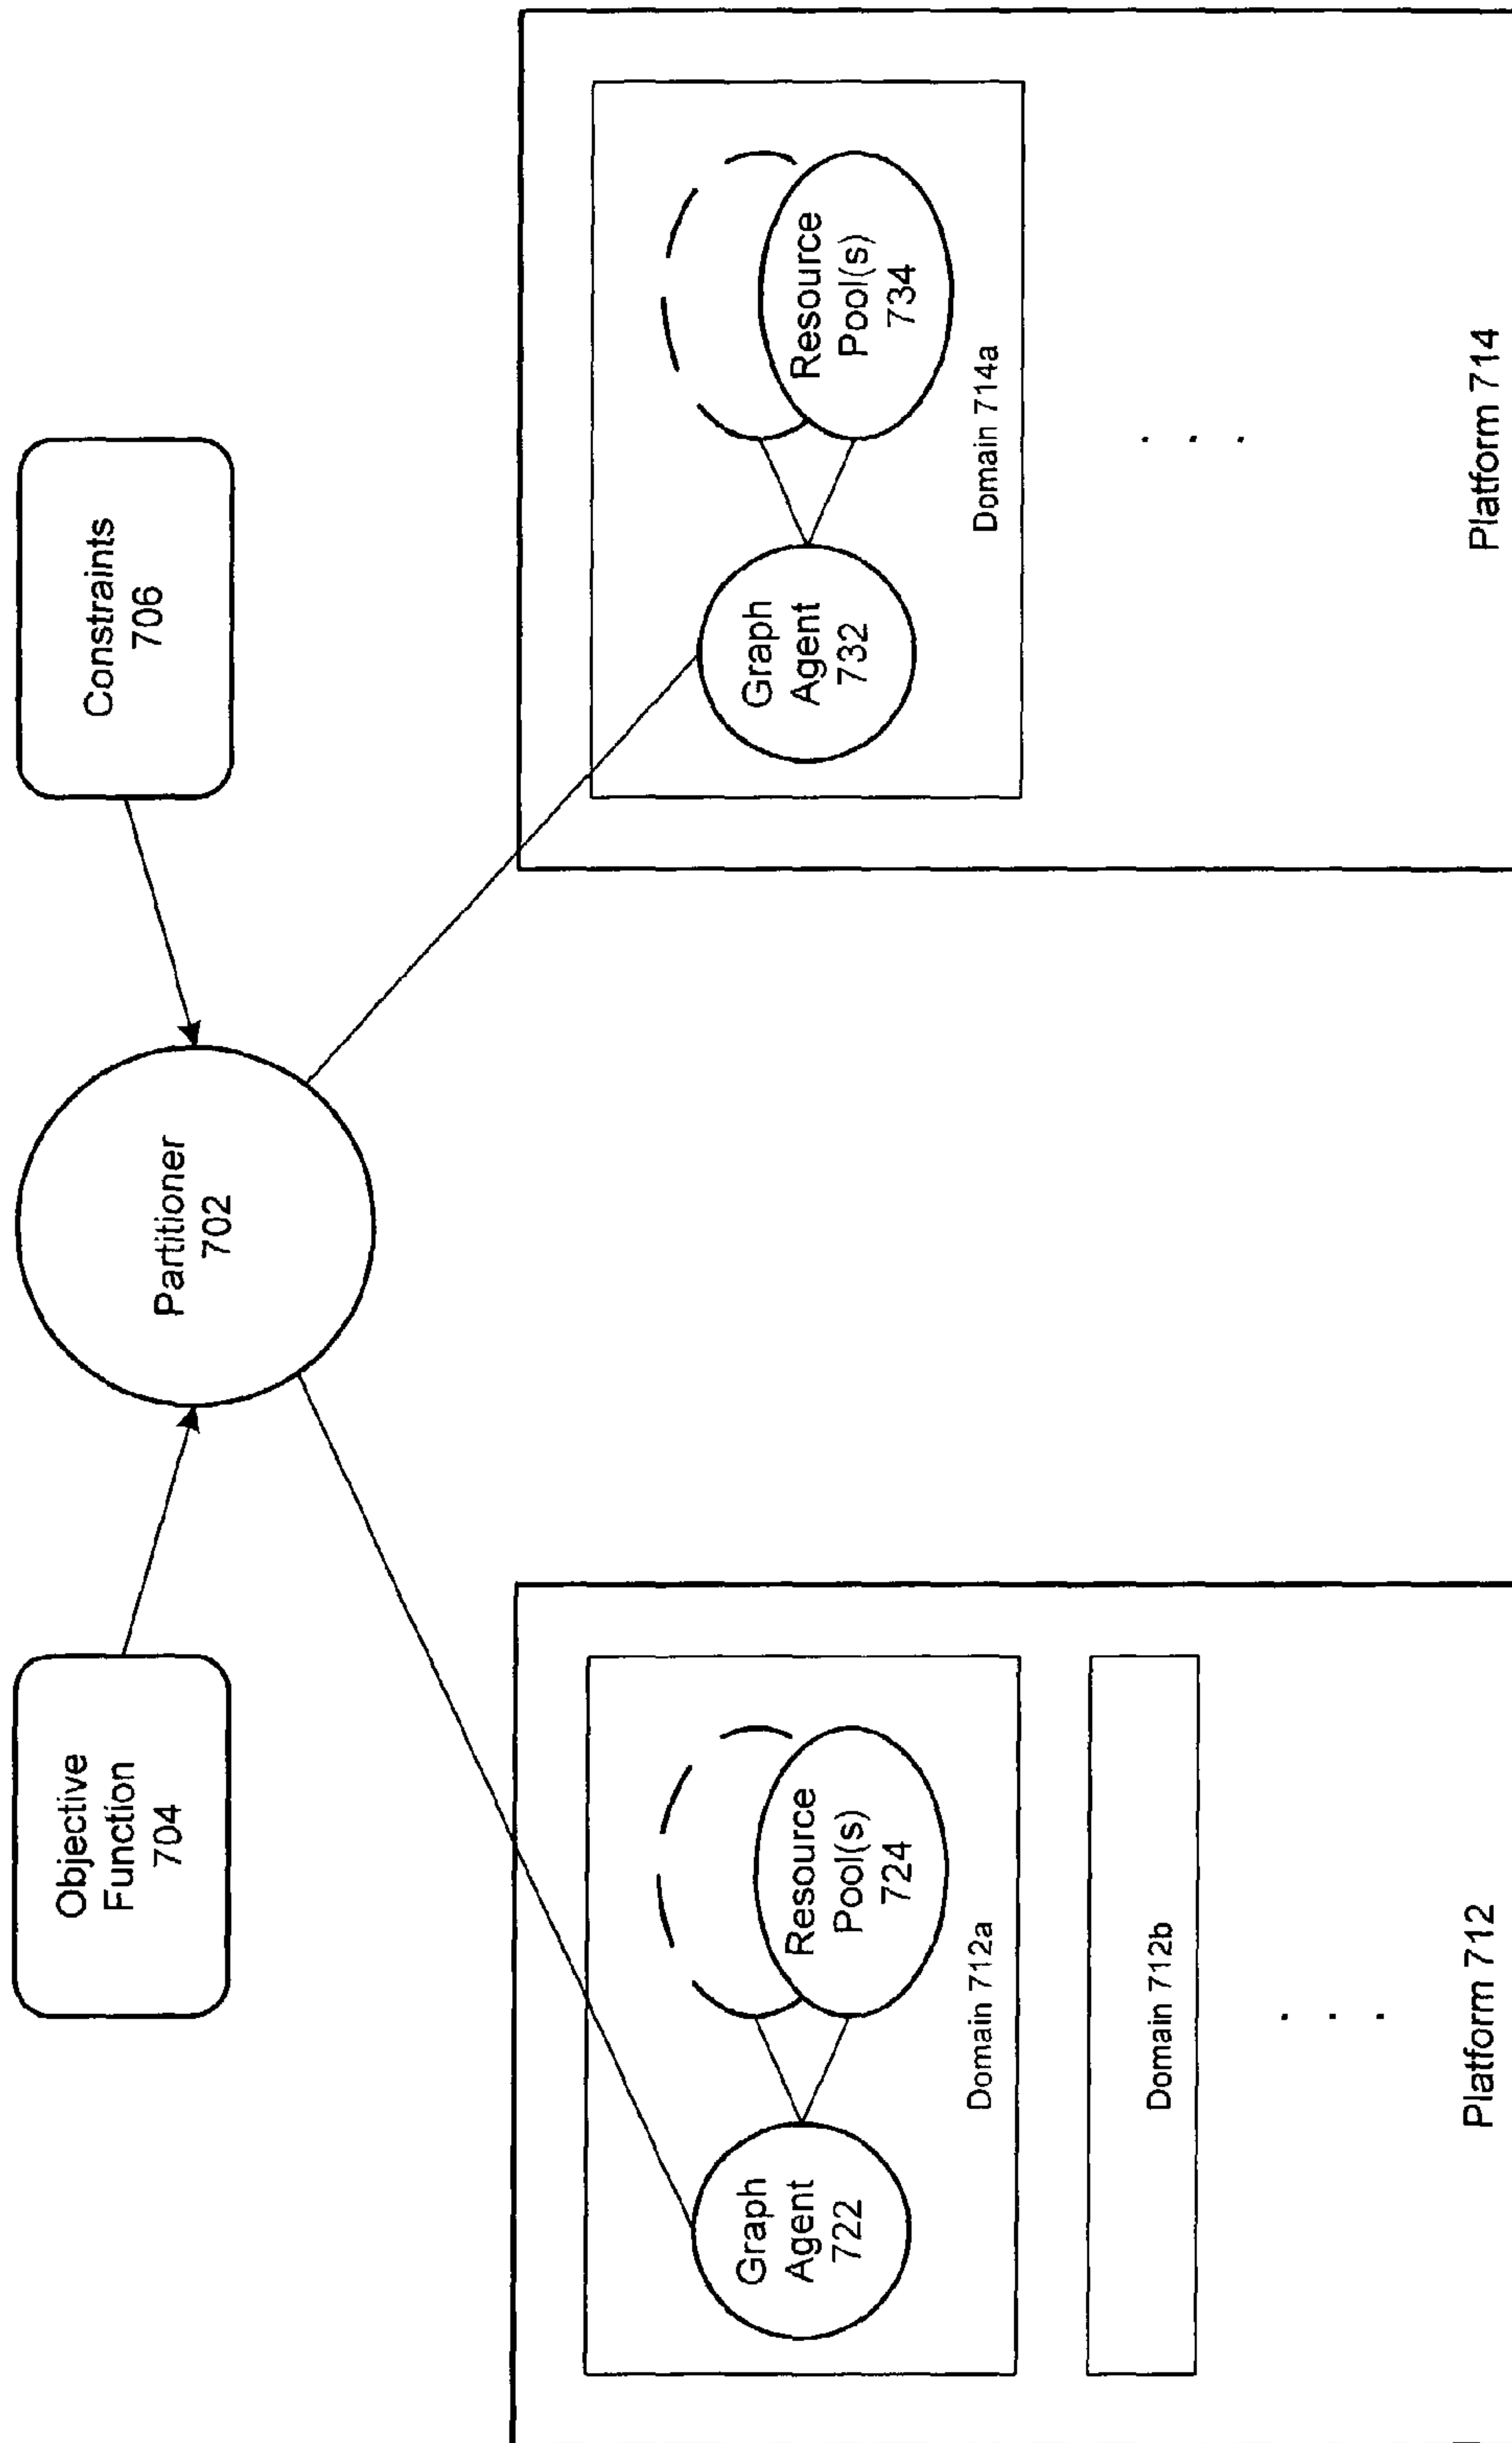 Objective
Function
704
Partitioner
702
Constraints
706
Graph
Agent
722
Resource
Pool(s)
724
Domain 712a
Domain 712b
. . .
Platform 712
Graph
Agent
732
Resource
Pool(s)
734
Domain 714a
. . .
Platform 714